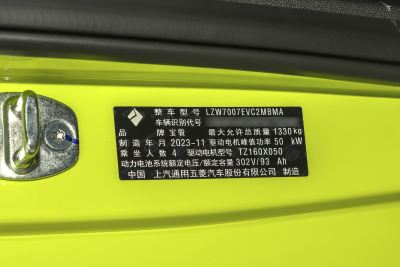 整车型号 LZW7007EVC2MBMA
车辆识别代号
品牌 宝骏 最大允许总质量 1330 kg
制造年月 2023-11 驱动电机峰值功率 50 kW
乘坐人数 4 驱动电机型号 TZ160X050
动力电池系统额定电压/额定容量 302V/93 Ah
中国 上汽通用五菱汽车股份有限公司